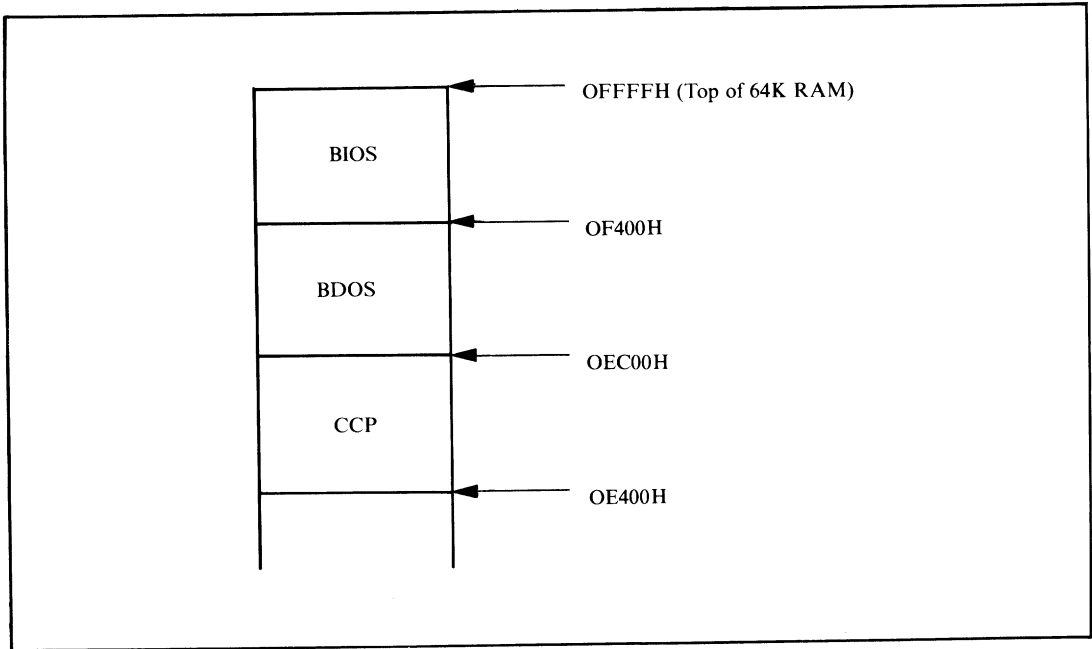 OFFFFH (Top of 64K RAM)
BIOS
OF400H
BDOS
OEC00H
CCP
OE400H